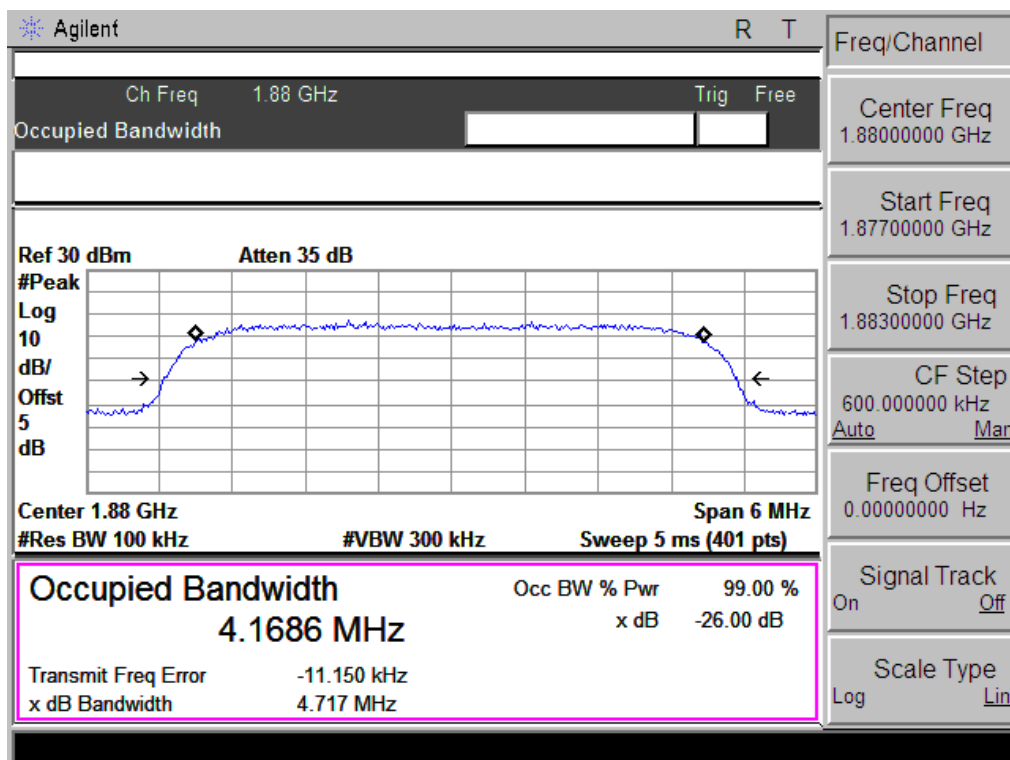 Agilent R T
Ch Freq 1.88 GHz Trig Free
Occupied Bandwidth
Ref 30 dBm Atten 35 dB
#Peak
Log
10
dB/
Offst
5
dB
Center 1.88 GHz Span 6 MHz
#Res BW 100 kHz #VBW 300 kHz Sweep 5 ms (401 pts)
Occupied Bandwidth Occ BW % Pwr 99.00 %
4.1686 MHz x dB -26.00 dB
Transmit Freq Error -11.150 kHz
x dB Bandwidth 4.717 MHz
Freq/Channel
Center Freq
1.88000000 GHz
Start Freq
1.87700000 GHz
Stop Freq
1.88300000 GHz
CF Step
600.000000 kHz
Auto Man
Freq Offset
0.00000000 Hz
Signal Track
On Off
Scale Type
Log Lin